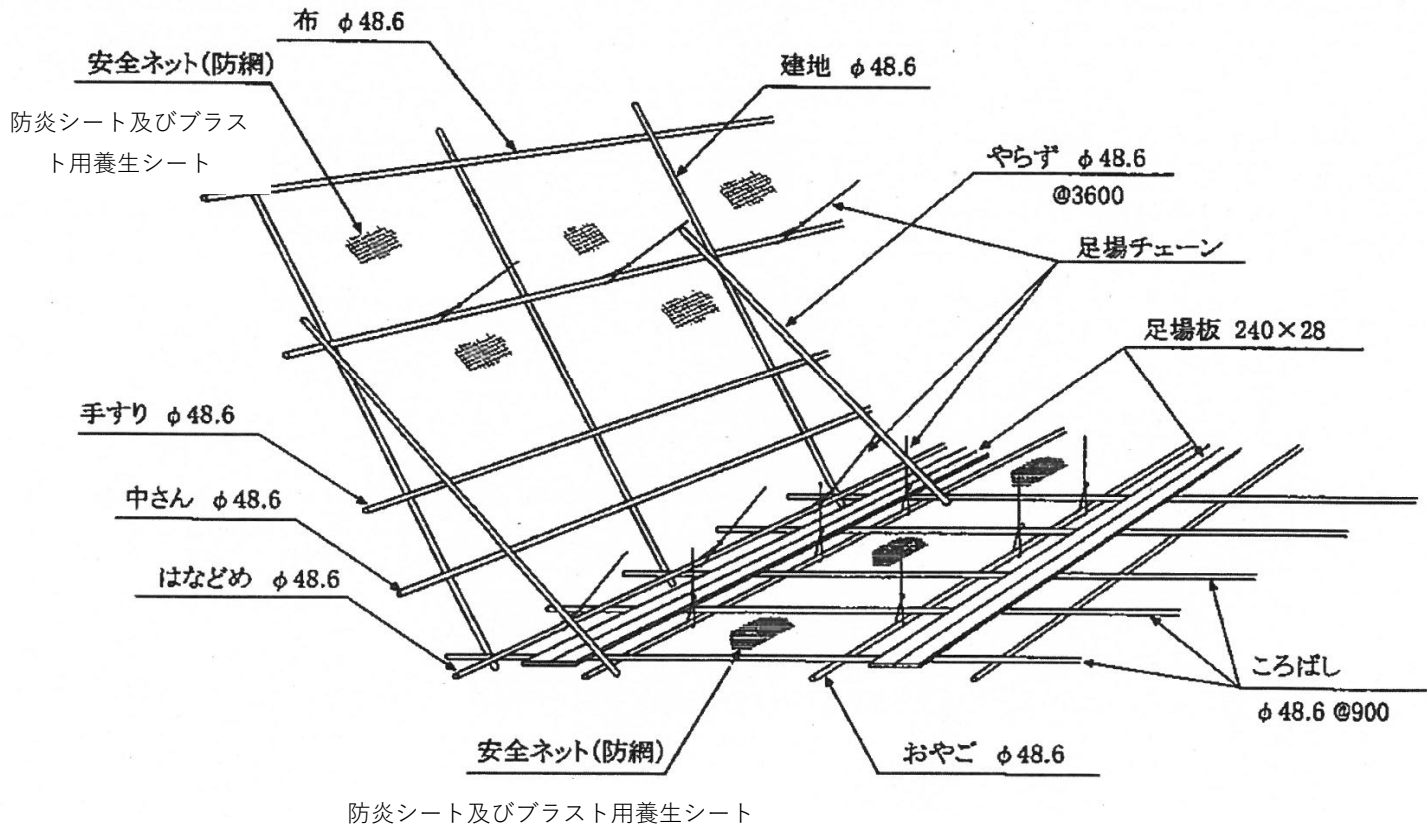 布 φ48.6
安全ネット(防網)
防炎シート及びブラス
ト用養生シート
建地 φ48.6
やらず φ48.6
@3600
足場チェーン
足場板 240×28
手すり φ48.6
中さん φ48.6
はなどめ φ48.6
ころばし
φ48.6 @900
安全ネット(防網)
おやご φ48.6
防炎シート及びブラスト用養生シート